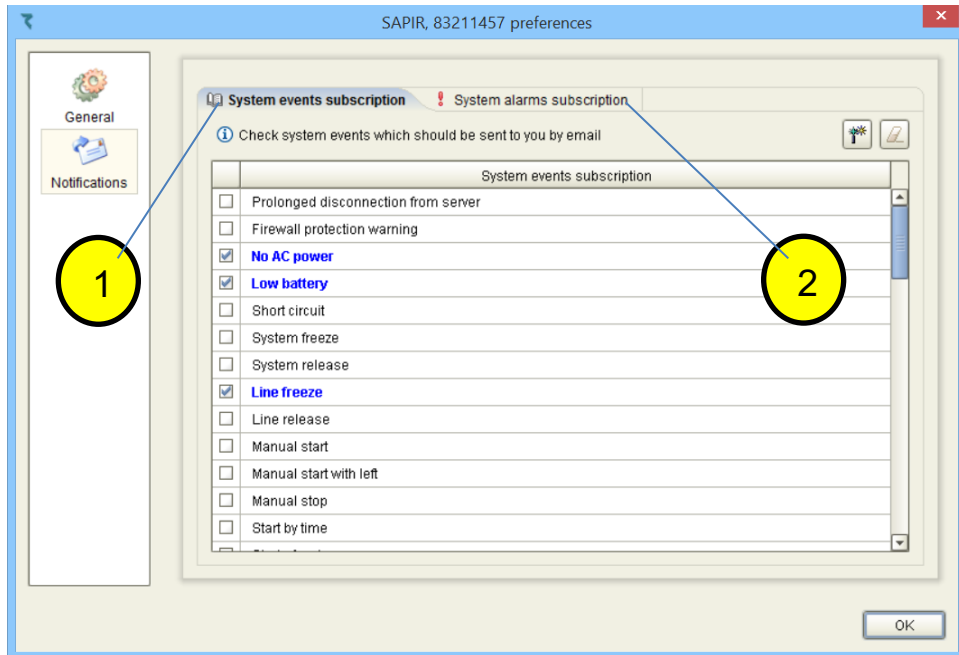 SAPIR, 83211457 preferences
General
Notifications
System events subscription
System alarms subscription
Check system events which should be sent to you by email
System events subscription
Prolonged disconnection from server
Firewall protection warning
No AC power
Low battery
Short circuit
System freeze
System release
Line freeze
Line release
Manual start
Manual start with left
Manual stop
Start by time
1
2
OK